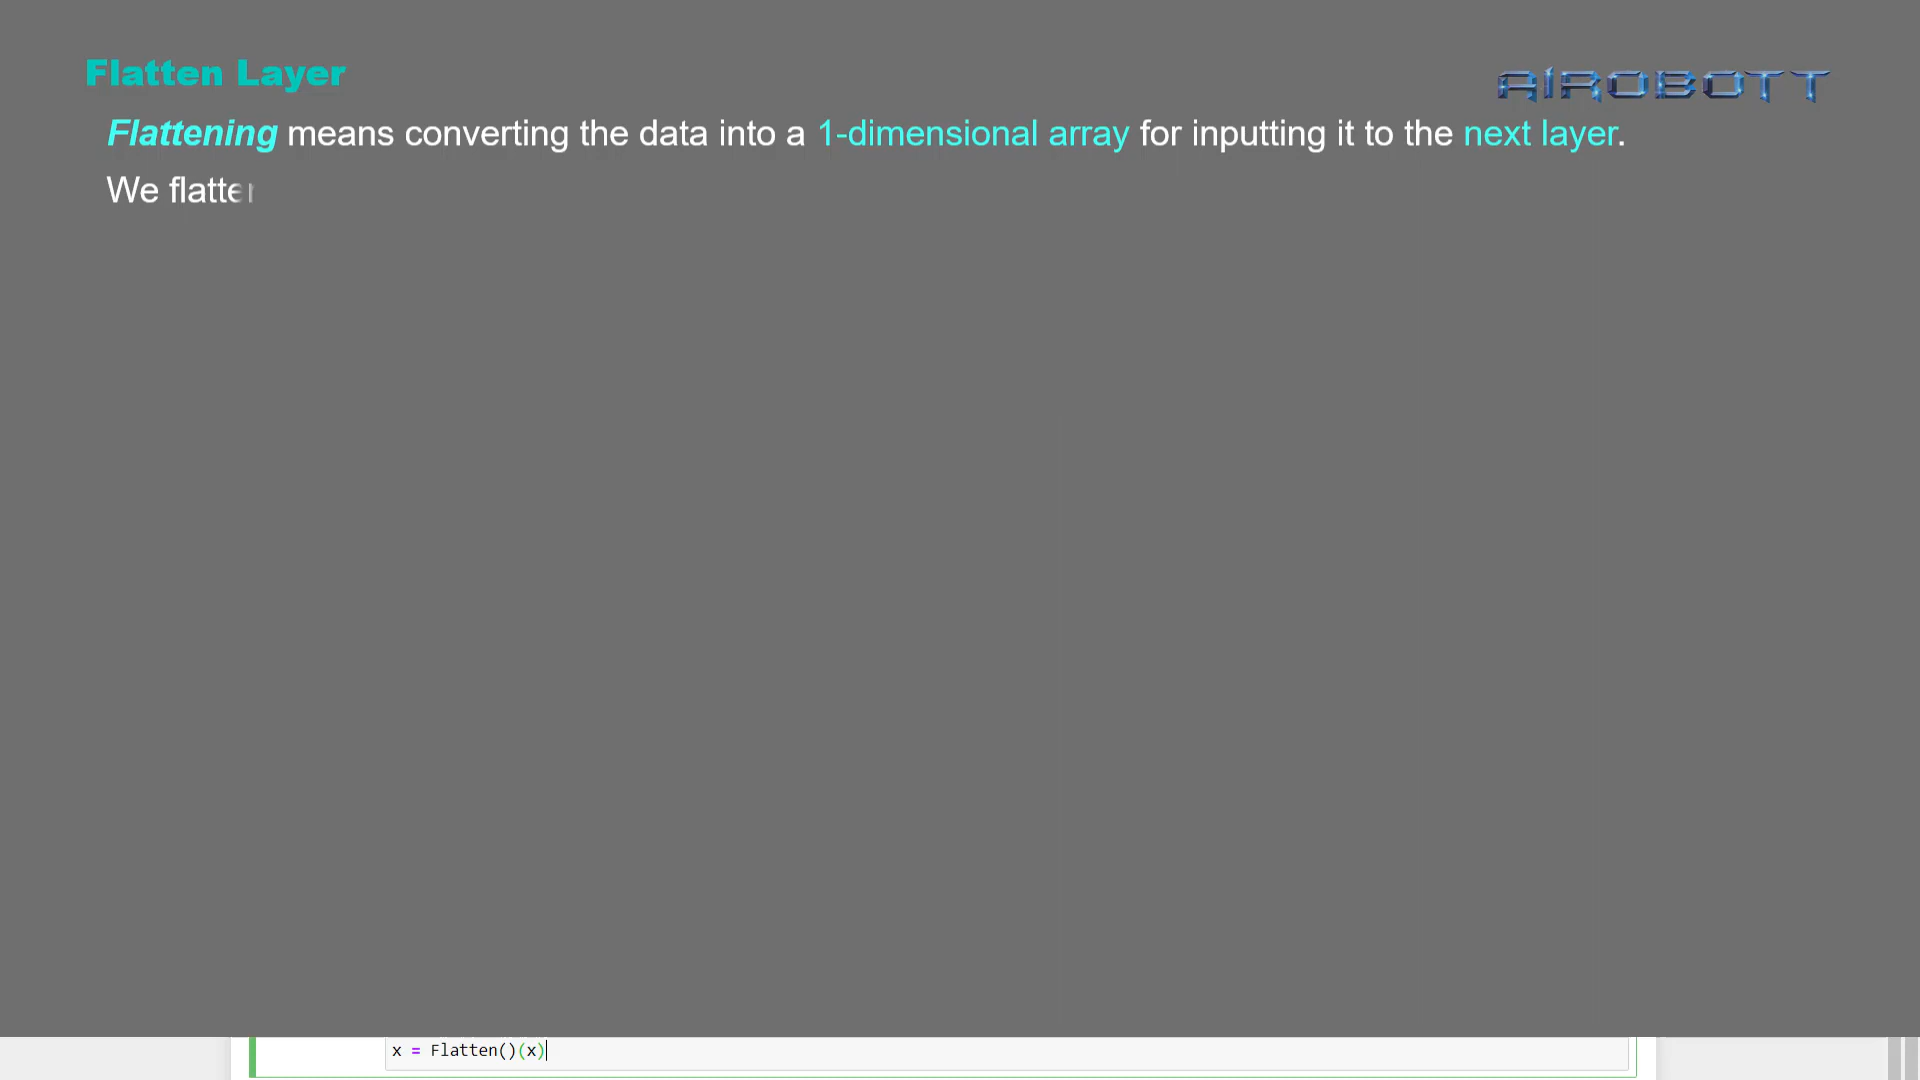 Flatten Layer
AIROBOTT
Flattening means converting the data into a 1-dimensional array for inputting it to the next layer.
We flatter
x = Flatten()(x)